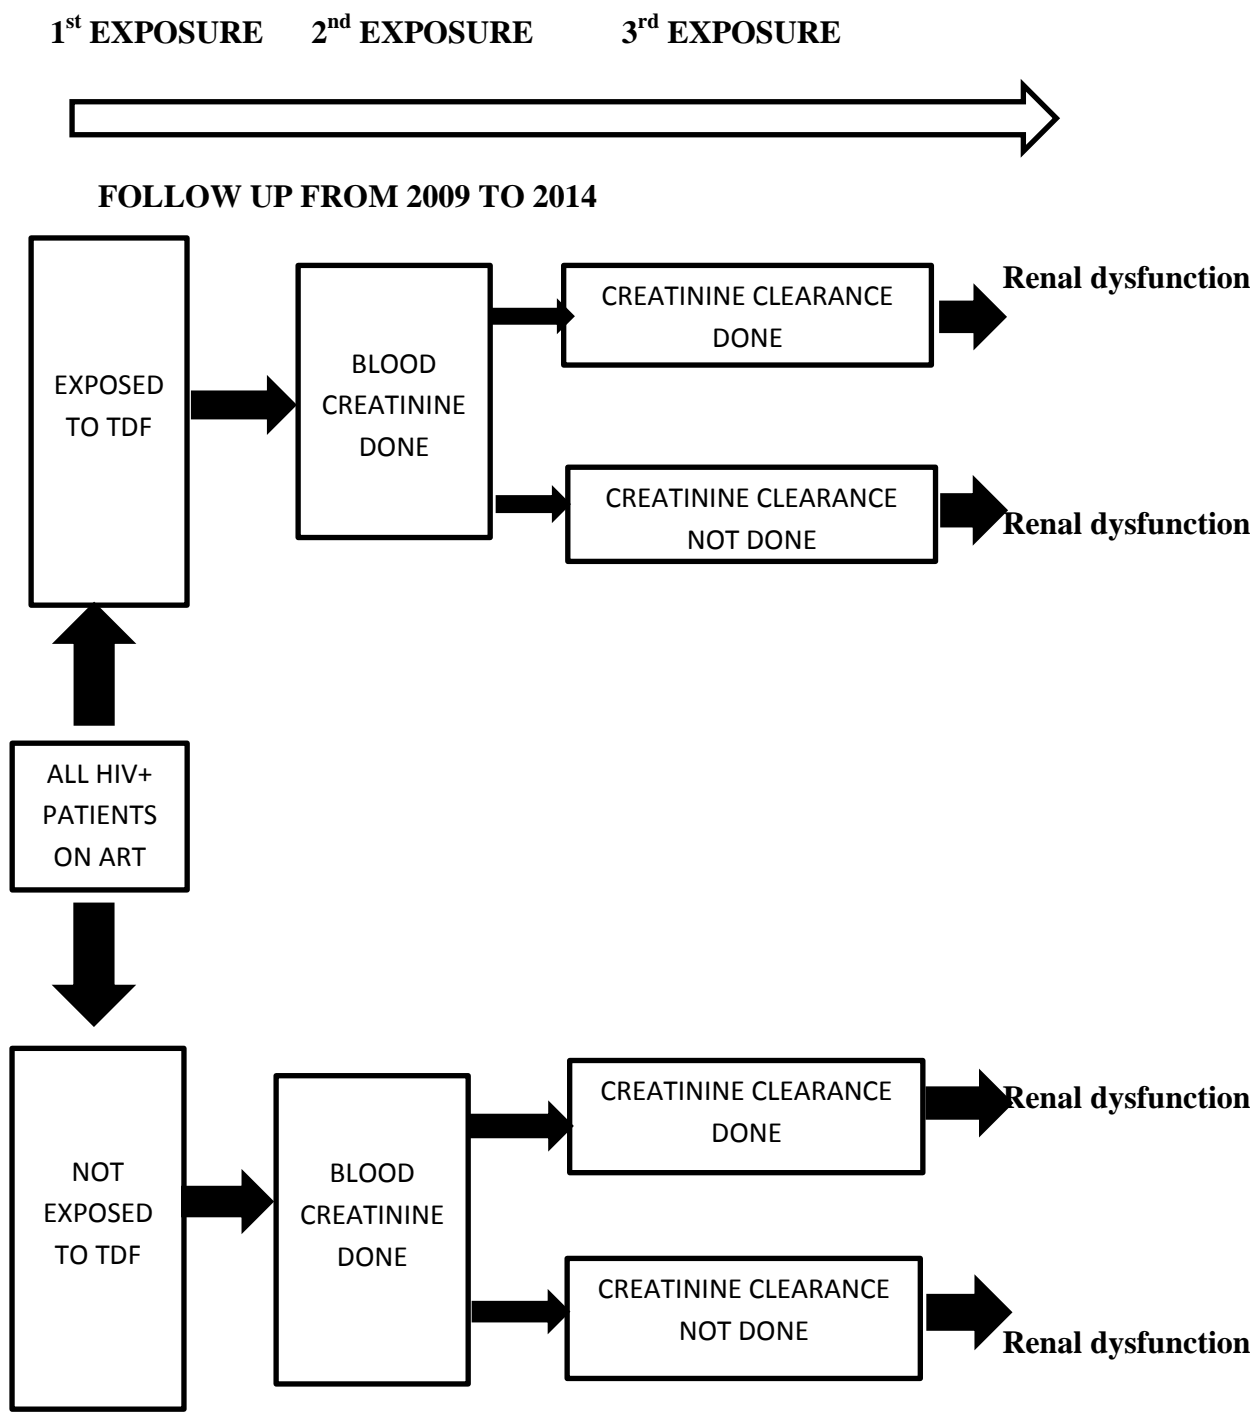 1st EXPOSURE 2nd EXPOSURE 3rd EXPOSURE
FOLLOW UP FROM 2009 TO 2014
EXPOSED
TO TDF
BLOOD
CREATININE
DONE
CREATININE CLEARANCE
DONE
Renal dysfunction
CREATININE CLEARANCE
NOT DONE
Renal dysfunction
ALL HIV+
PATIENTS
ON ART
NOT
EXPOSED
TO TDF
BLOOD
CREATININE
DONE
CREATININE CLEARANCE
DONE
Renal dysfunction
CREATININE CLEARANCE
NOT DONE
Renal dysfunction